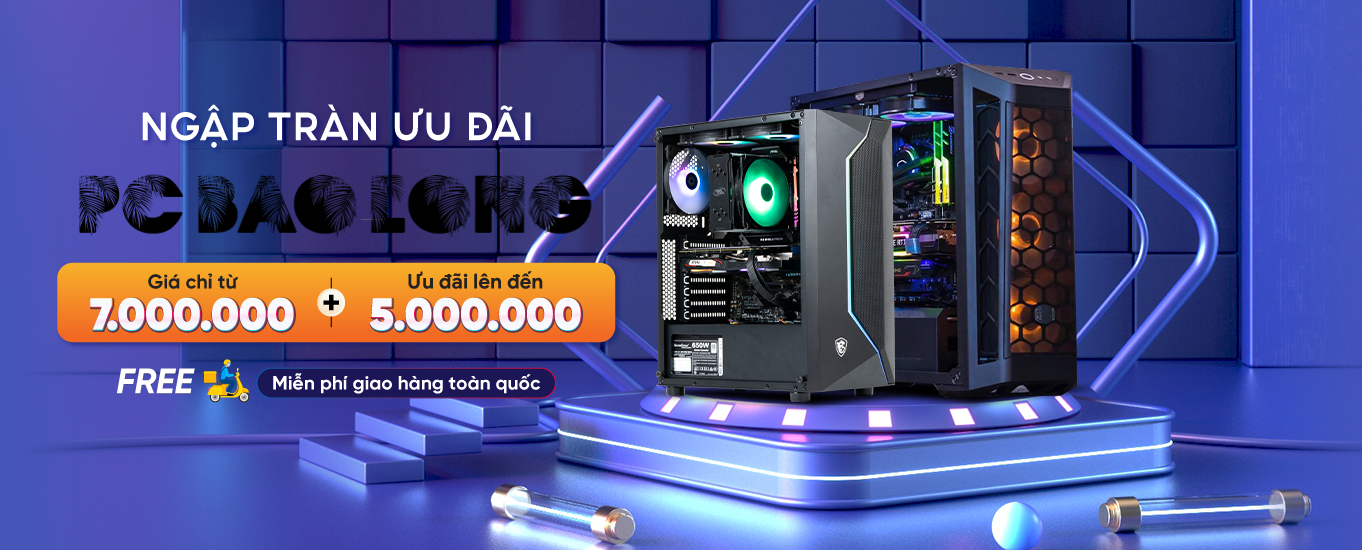 NGẬP TRÀN ƯU ĐÃI
PC BAO LONG
Giá chỉ từ
7.000.000
+
Ưu đãi lên đến
5.000.000
FREE
Miễn phí giao hàng toàn quốc
650W